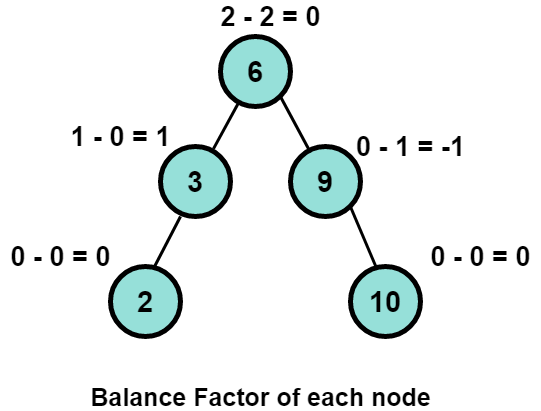 2 - 2 = 0
6
1 - 0 = 1
0 - 1 = -1
3
9
0 - 0 = 0
0 - 0 = 0
2
10
Balance Factor of each node